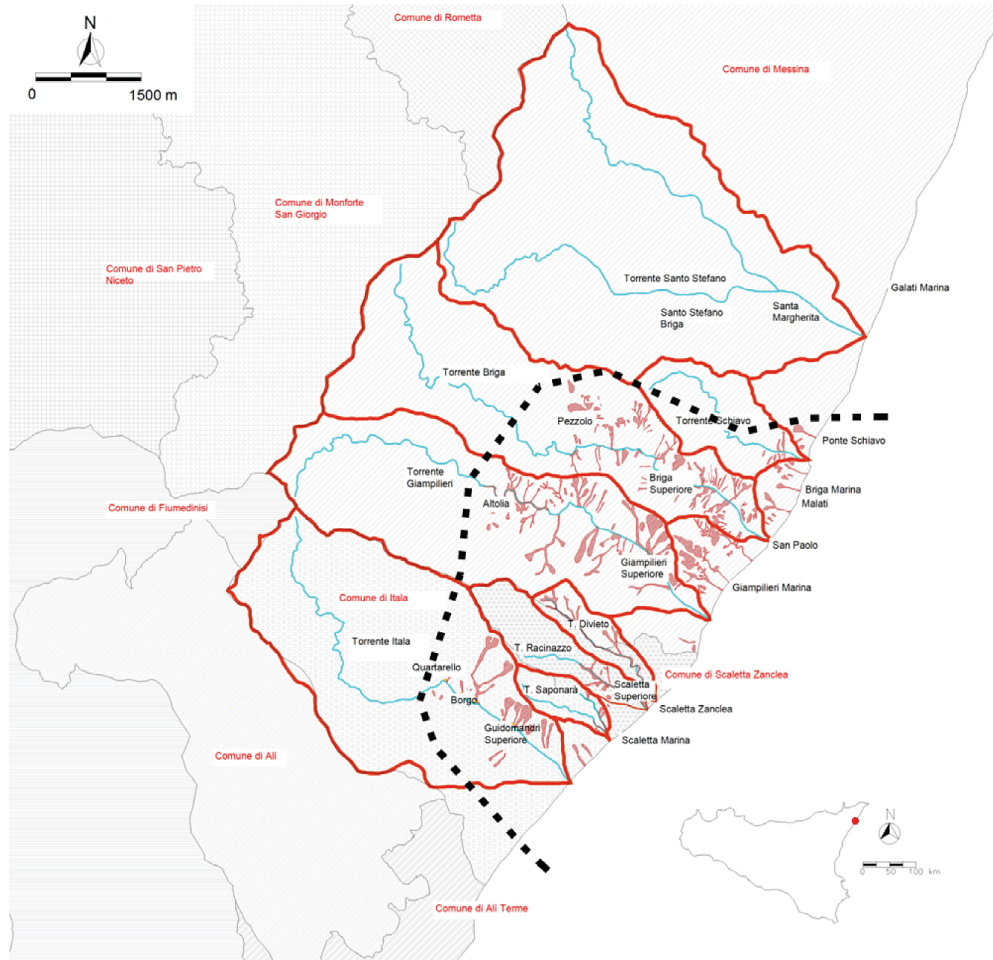 Comune di Rometta
N
0 1500 m
Comune di Messina
Comune di Monforte
San Giorgio
Comune di San Pietro
Niceto
Torrente Santo Stefano
Galati Marina
Santo Stefano
Briga
Santa
Margherita
Torrente Briga
Pezzolo
Torrente Schiavo
Ponte Schiavo
Torrente
Giampilieri
Altolia
Briga
Superiore
Briga Marina
Malati
Comune di Fiumedinisi
San Paolo
Giampilieri
Superiore
Giampilieri Marina
Comune di Itala
T. Divieto
Torrente Itala
T. Racinazzo
Quartarello
Comune di Scaletta Zanclea
T. Saponara
Scaletta
Superiore
Borgo
Scaletta Zanclea
Guidomandri
Superiore
Scaletta Marina
Comune di Alì
N
0 50 100 km
Comune di Alì Terme